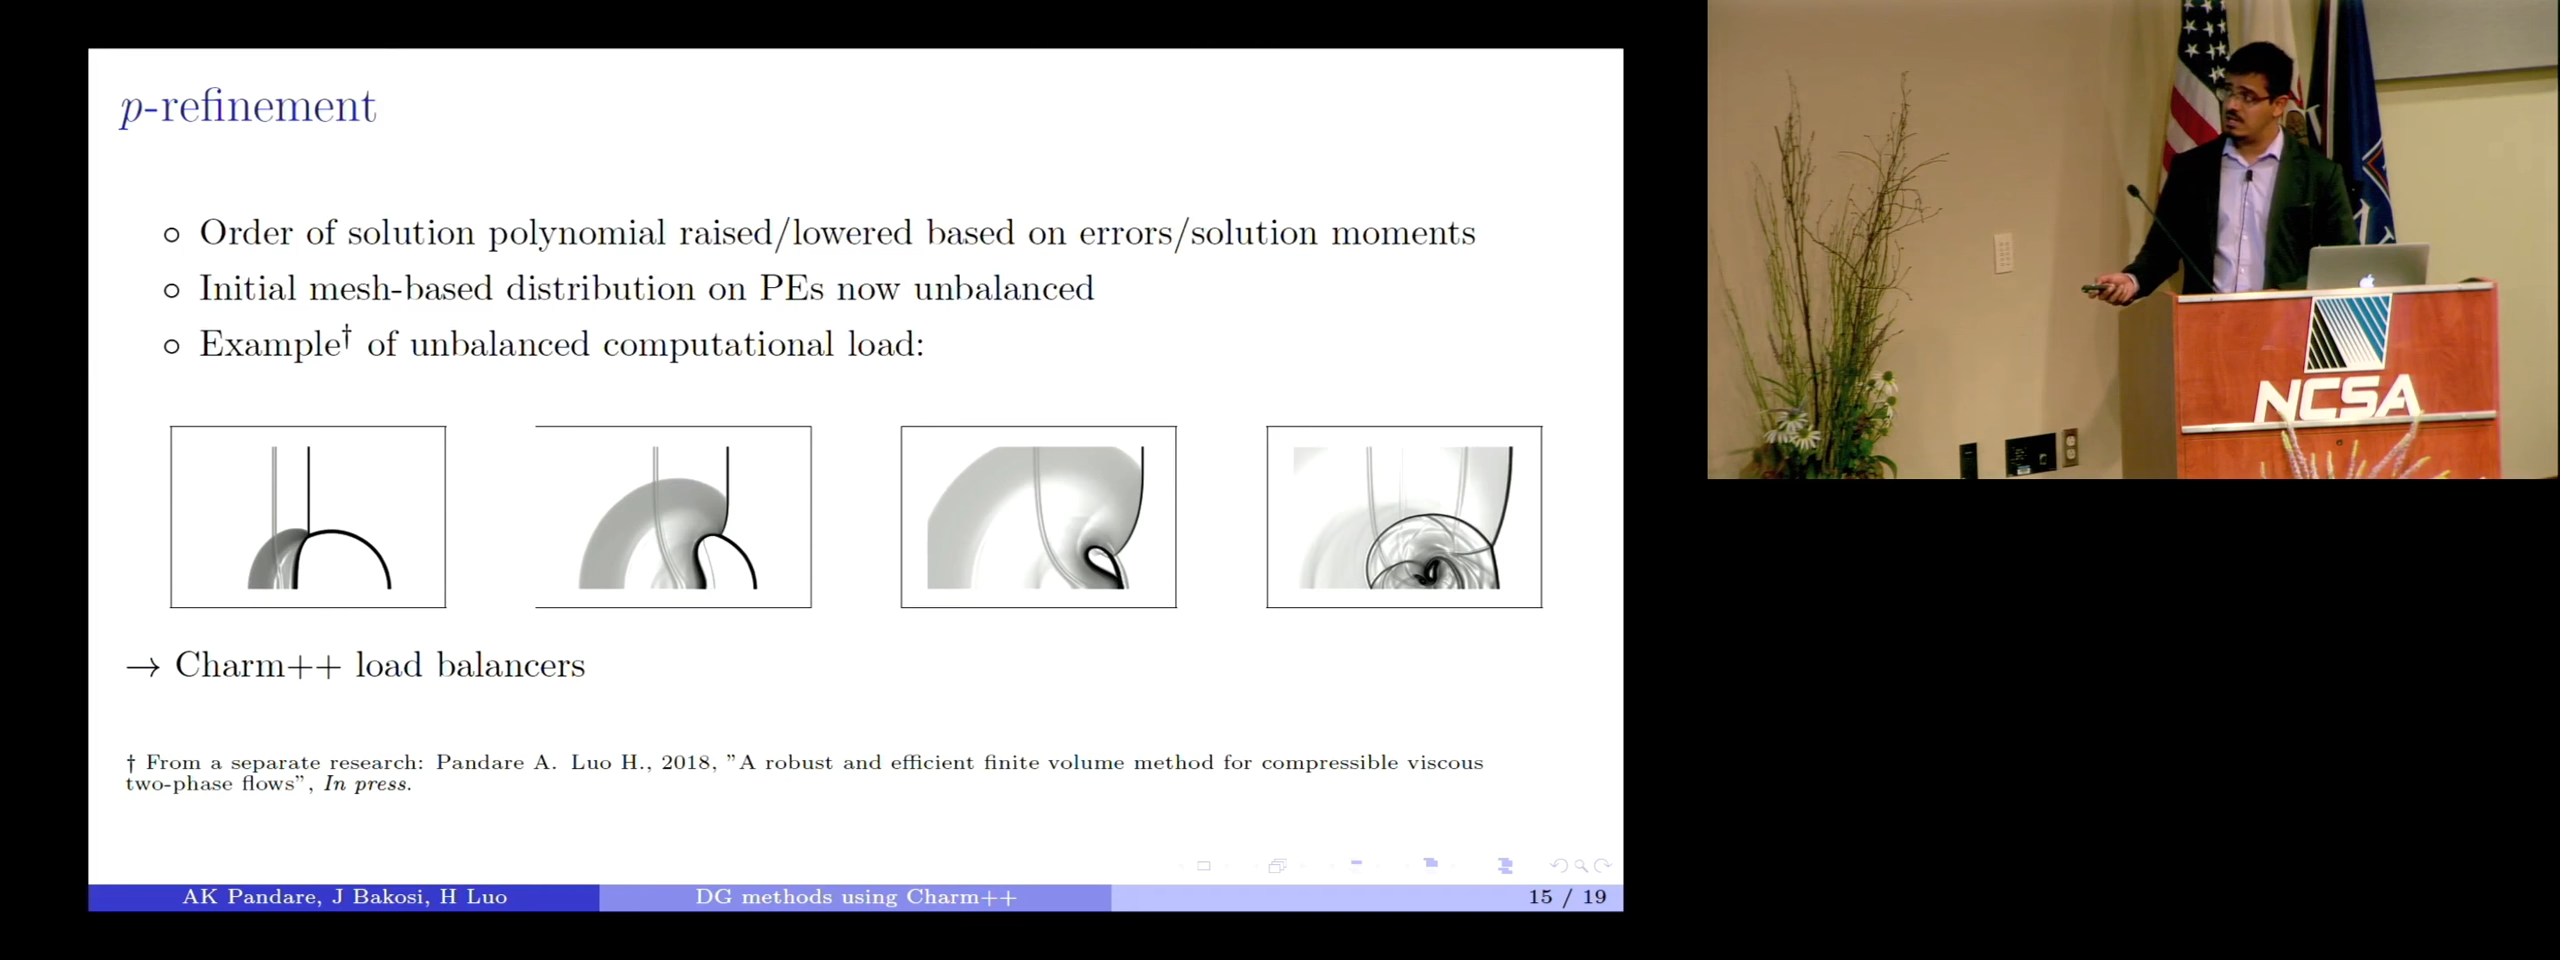 p-refinement
◦ Order of solution polynomial raised/lowered based on errors/solution moments
◦ Initial mesh-based distribution on PEs now unbalanced
◦ Example† of unbalanced computational load:
→ Charm++ load balancers
† From a separate research: Pandare A. Luo H., 2018, ”A robust and efficient finite volume method for compressible viscous
two-phase flows”, In press.
AK Pandare, J Bakosi, H Luo
DG methods using Charm++
15 / 19
NCSA